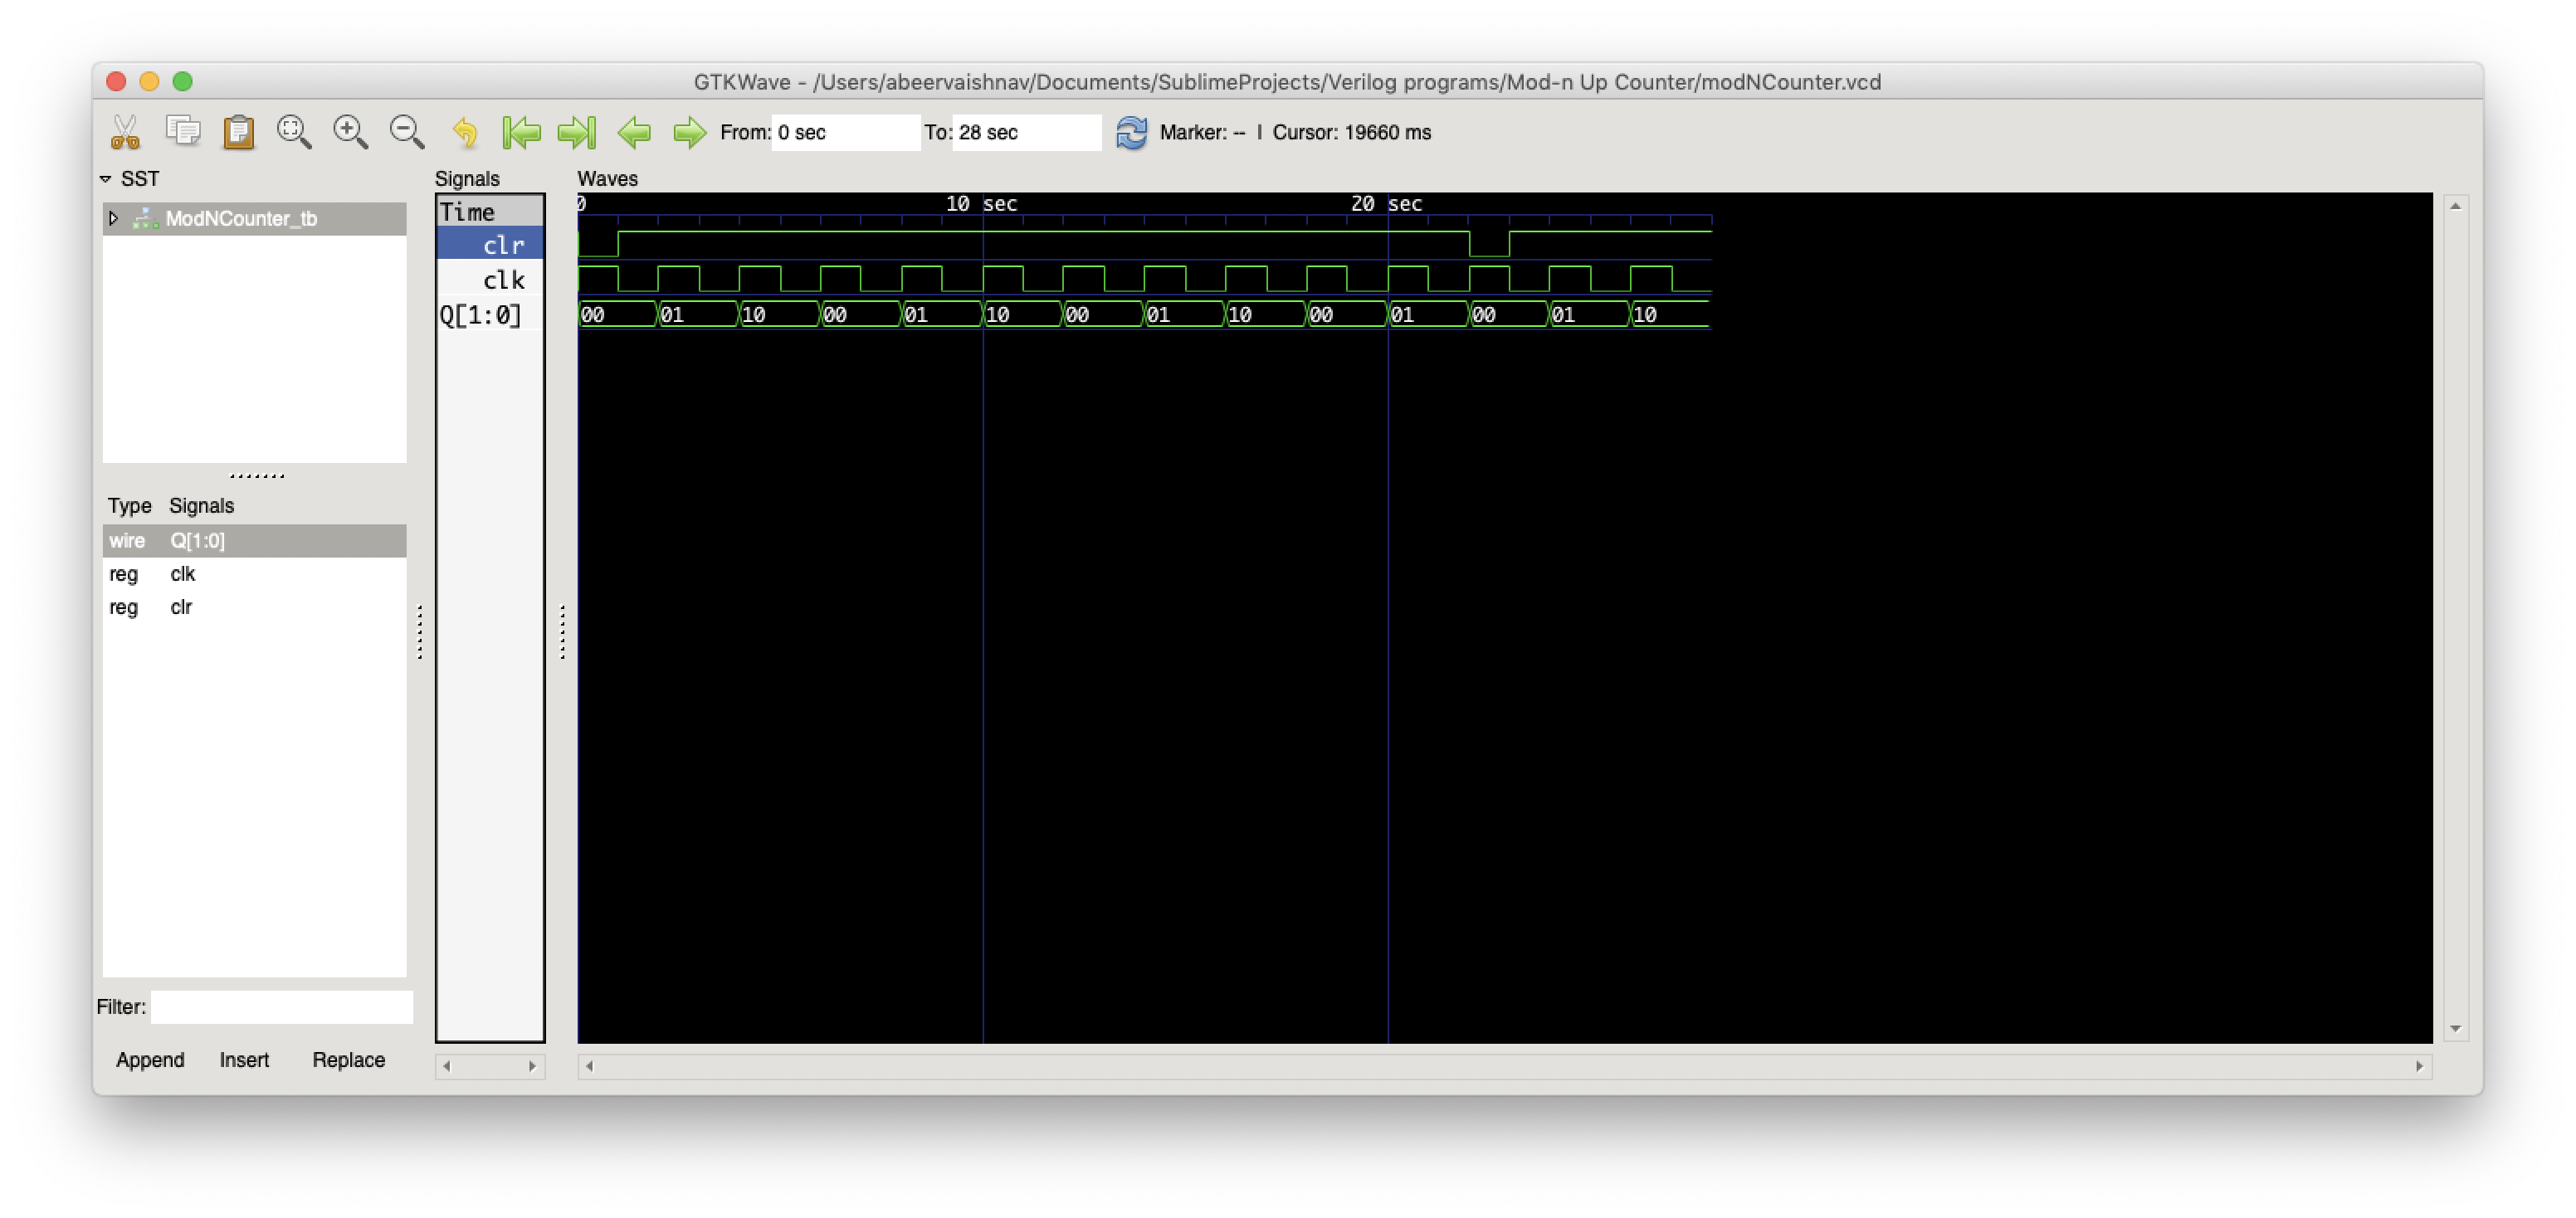 GTKWave - /Users/abeervaishnav/Documents/SublimeProjects/Verilog programs/Mod-n Up Counter/modNCounter.vcd
From: 0 sec To: 28 sec Marker: -- | Cursor: 19660 ms
SST
ModNCounter_tb
Type Signals
wire Q[1:0]
reg clk
reg clr
Filter:
Append Insert Replace
Signals
Time
clr
clk
Q[1:0]
Waves
0 10 sec 20 sec
00 01 10 00 01 10 00 01 10 00 01 00 01 10